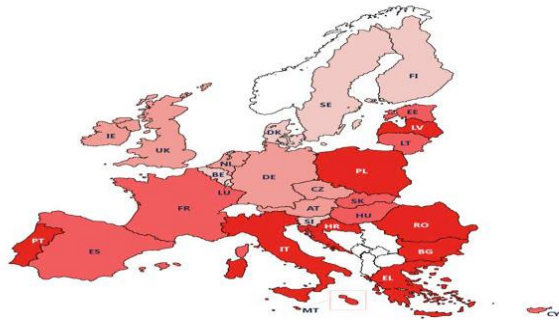 FI
SE
EE
LV
LT
DK
IE
UK
NL
BE
DE
PL
LU
CZ
SK
FR
AT
HU
SI
HR
RO
PT
ES
IT
BG
EL
MT
CY